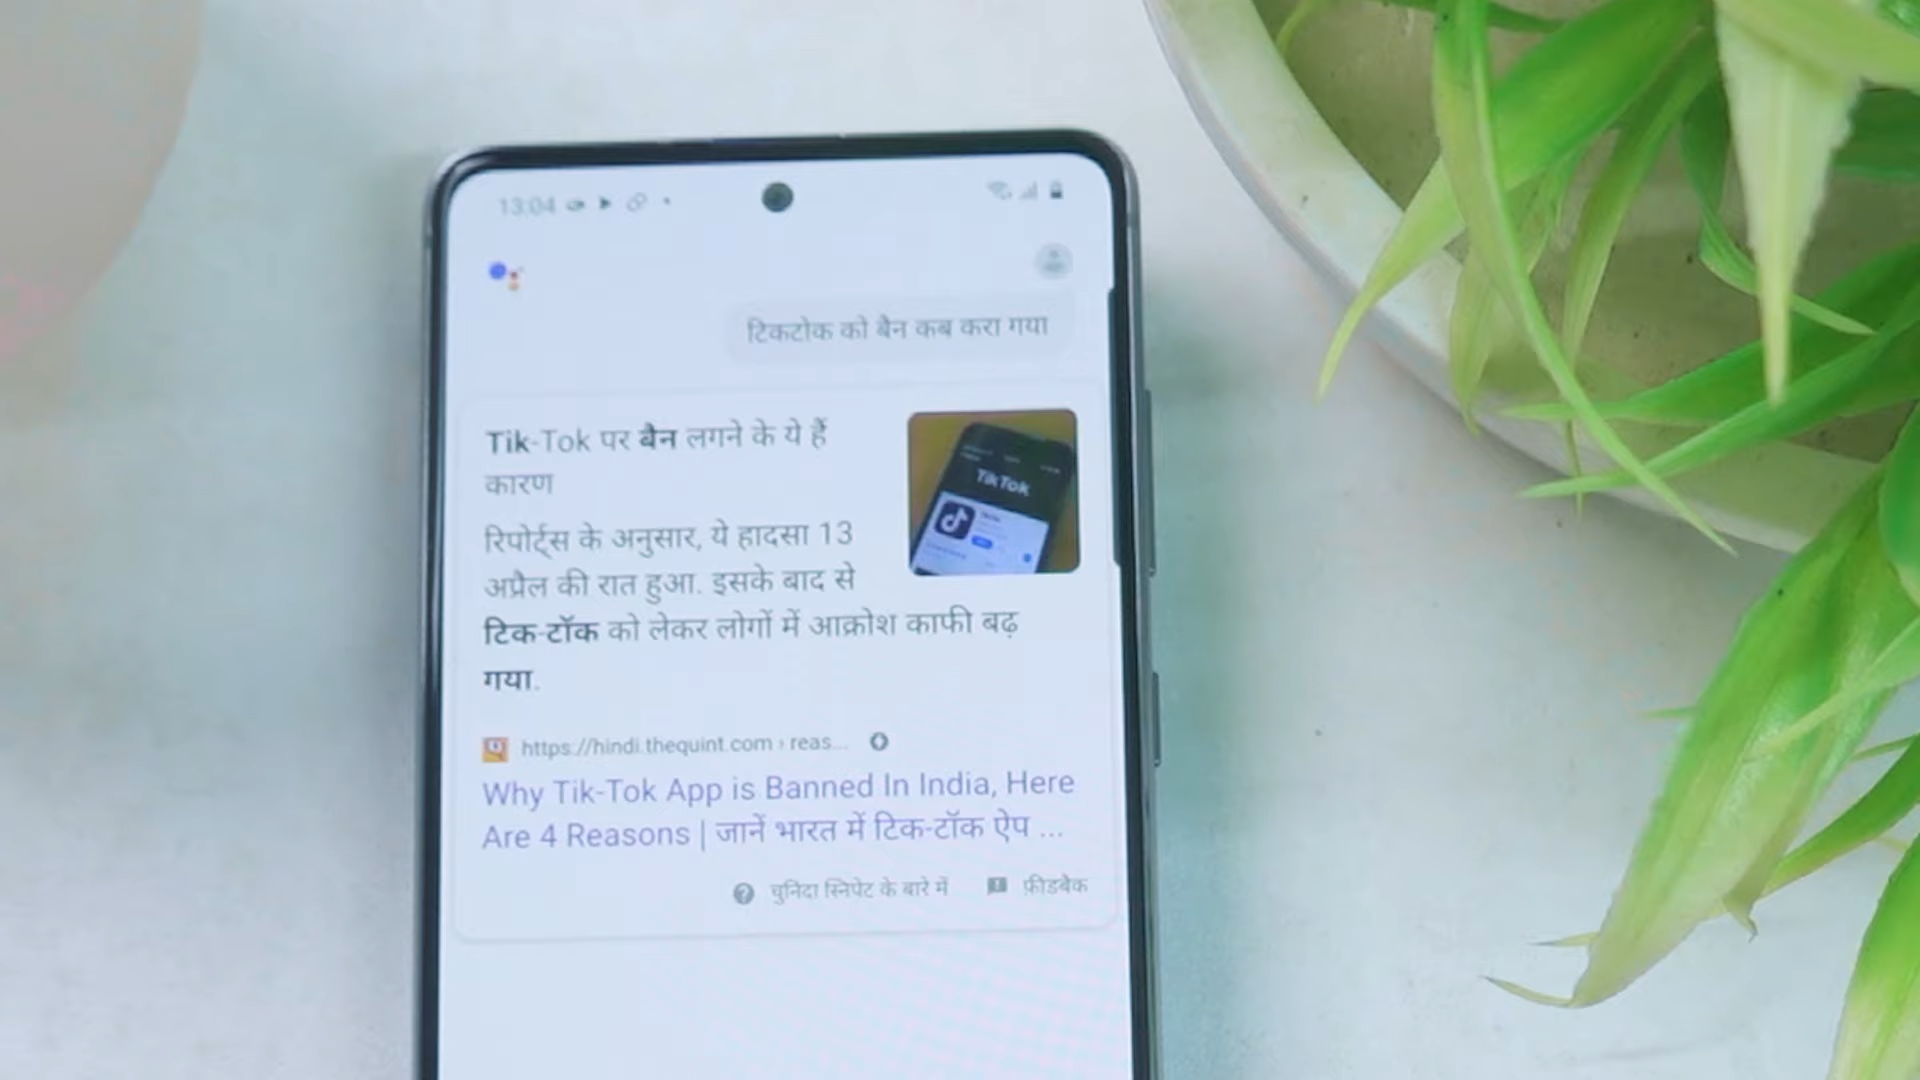 13:04
टिकटोक को बैन कब करा गया
Tik-Tok पर बैन लगने के ये हैं
कारण
रिपोर्ट्स के अनुसार, ये हादसा 13
अप्रैल की रात हुआ. इसके बाद से
टिक-टॉक को लेकर लोगों में आक्रोश काफी बढ़
गया.
TikTok
https://hindi.thequint.com › reas...
Why Tik-Tok App is Banned In India, Here
Are 4 Reasons | जानें भारत में टिक-टॉक ऐप ...
चुनिंदा स्निपेट के बारे में फ़ीडबैक